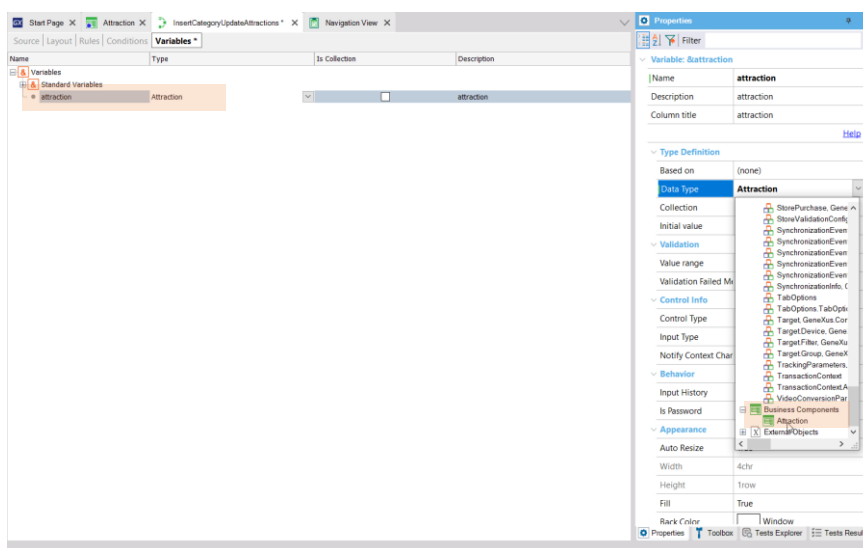 Start Page X Attraction X InsertCategoryUpdateAttractions * X Navigation View X
Source | Layout | Rules | Conditions Variables *
Name Type Is Collection Description
Variables
Standard Variables
attraction Attraction attraction
Properties
Filter
Variable: &attraction
Name attraction
Description attraction
Column title attraction
Help
Type Definition
Based on (none)
Data Type Attraction
Collection
Initial value
Validation
Value range
Validation Failed
Control Info
Control Type
Input Type
Notify Context Char
Behavior
Input History
Is Password
Appearance
Auto Resize
Width 4chr
Height 1row
Fill True
Back Color Window
StorePurchase, Gene
StoreValidationConfig
SynchronizationEven
SynchronizationEven
SynchronizationEven
SynchronizationEven
SynchronizationInfo,
TabOptions
TabOptions.TabOptio
Target, GeneXus.Cor
Target.Device, Gene
Target.Filter, GeneXu
Target.Group, GeneX
TrackingParameters,
TransactionContext
TransactionContext.A
VideoConversionPar
Business Components
Attraction
External Objects
Properties Toolbox Tests Explorer Tests Resul